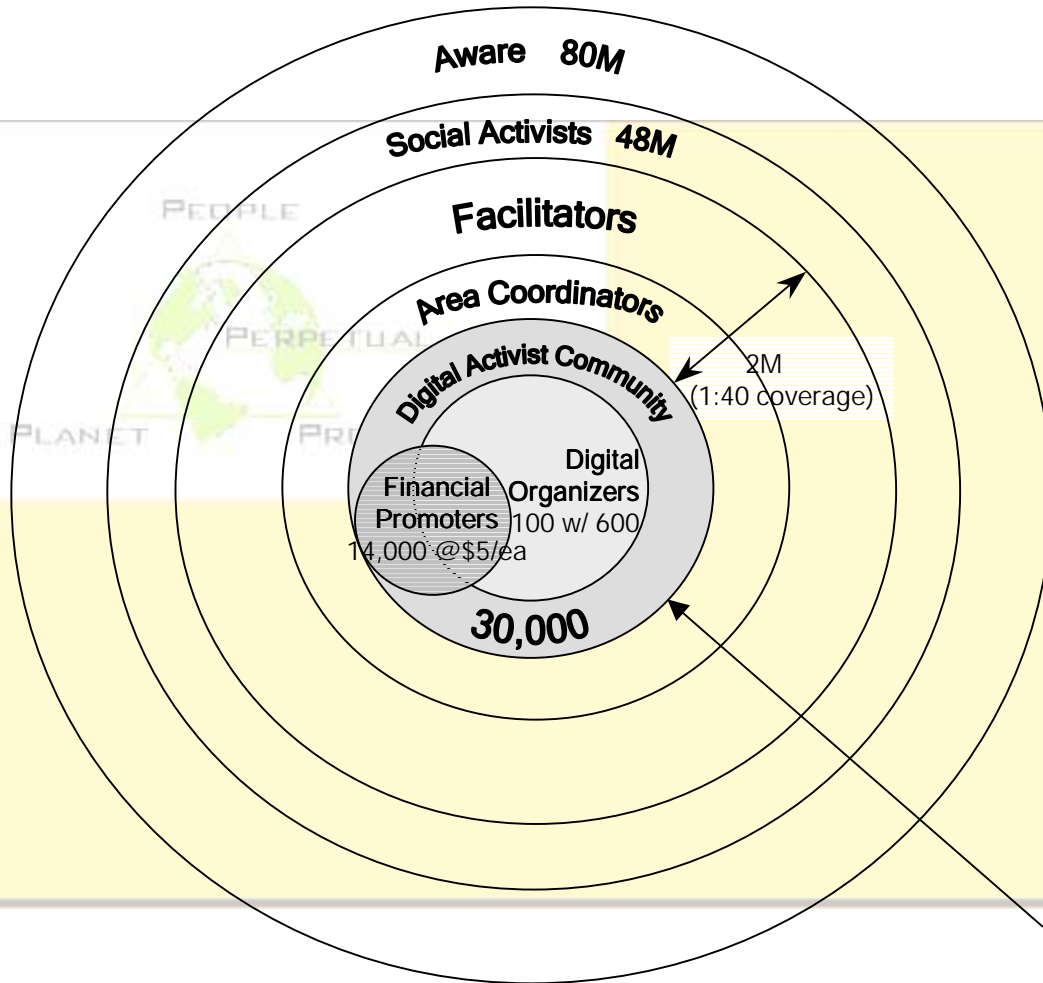 Aware 80M
Social Activists 48M
PEOPLE
Facilitators
Area Coordinators
PERPETUAL
Digital Activist Community
2M
(1:40 coverage)
PLANET
Digital
Organizers
100 w/ 600
Financial
Promoters
14,000 @$5/ea
30,000